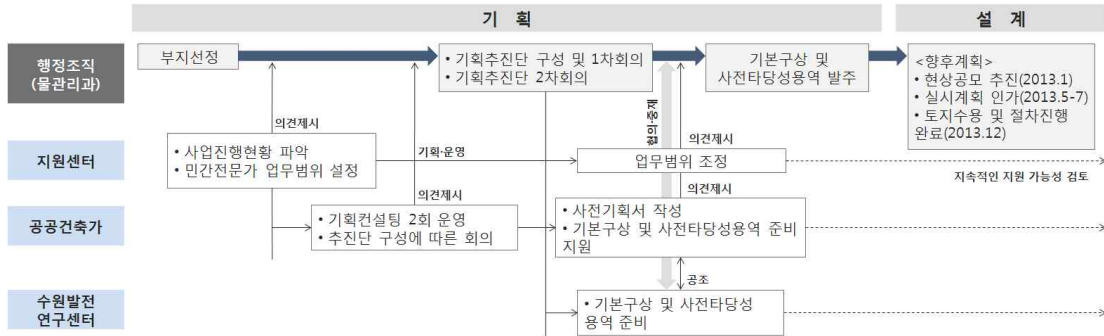 기 획
설 계
행정조직
(물관리과)
부지선정
• 기획추진단 구성 및 1차회의
• 기획추진단 2차회의
기본구상 및
사전타당성용역 발주
<향후계획>
• 현상공모 추진(2013.1)
• 실시계획 인가(2013.5-7)
• 토지수용 및 절차진행
완료(2013.12)
의견제시
협의·중재
의견제시
지원센터
• 사업진행현황 파악
• 민간전문가 업무범위 설정
기획·운영
업무범위 조정
지속적인 지원 가능성 검토
의견제시
의견제시
공공건축가
• 기획컨설팅 2회 운영
• 추진단 구성에 따른 회의
• 사전기획서 작성
• 기본구상 및 사전타당성용역 준비
지원
공조
수원발전
연구센터
• 기본구상 및 사전타당성
용역 준비